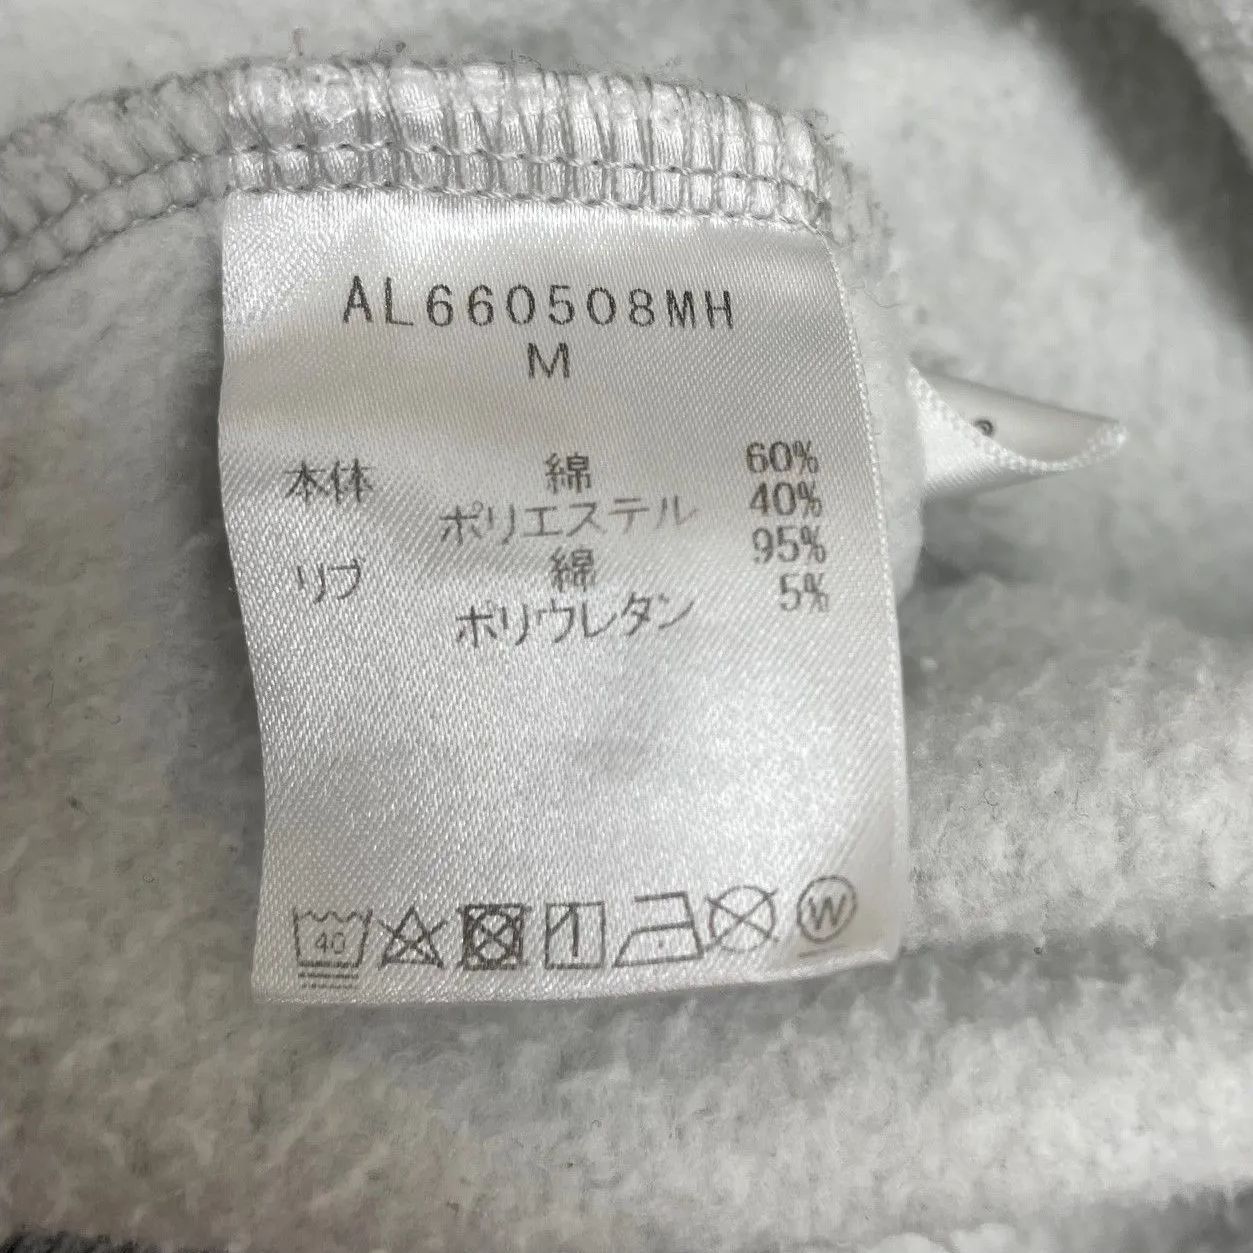 AL660508MH
M
本体 綿 60%
ポリエステル 40%
リブ 綿 95%
ポリウレタン 5%
40 W